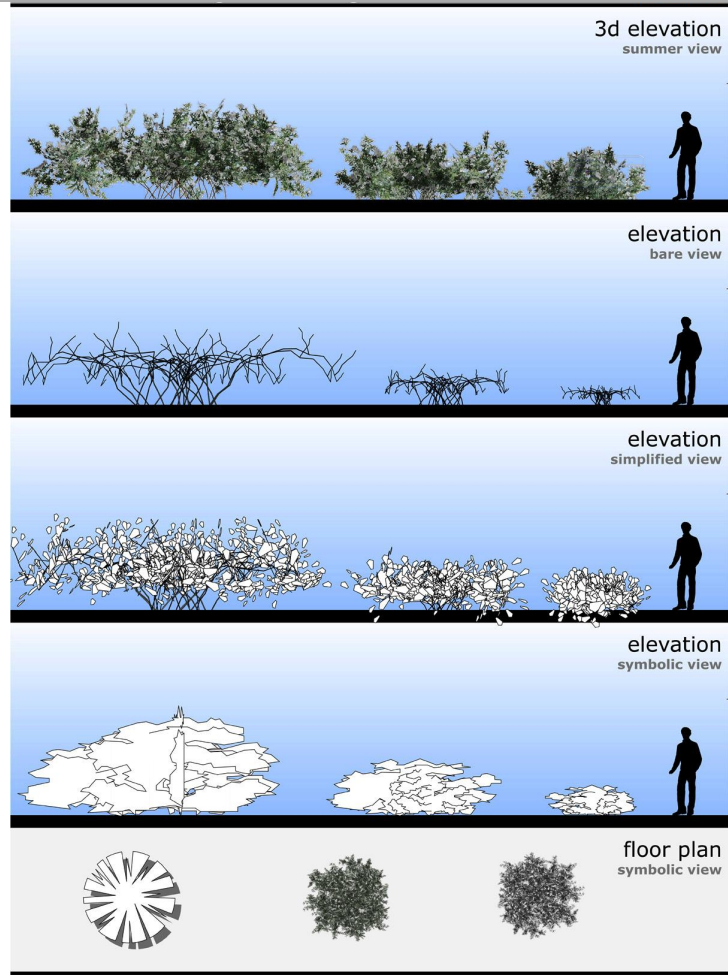 3d elevation
summer view
elevation
bare view
elevation
simplified view
elevation
symbolic view
floor plan
symbolic view